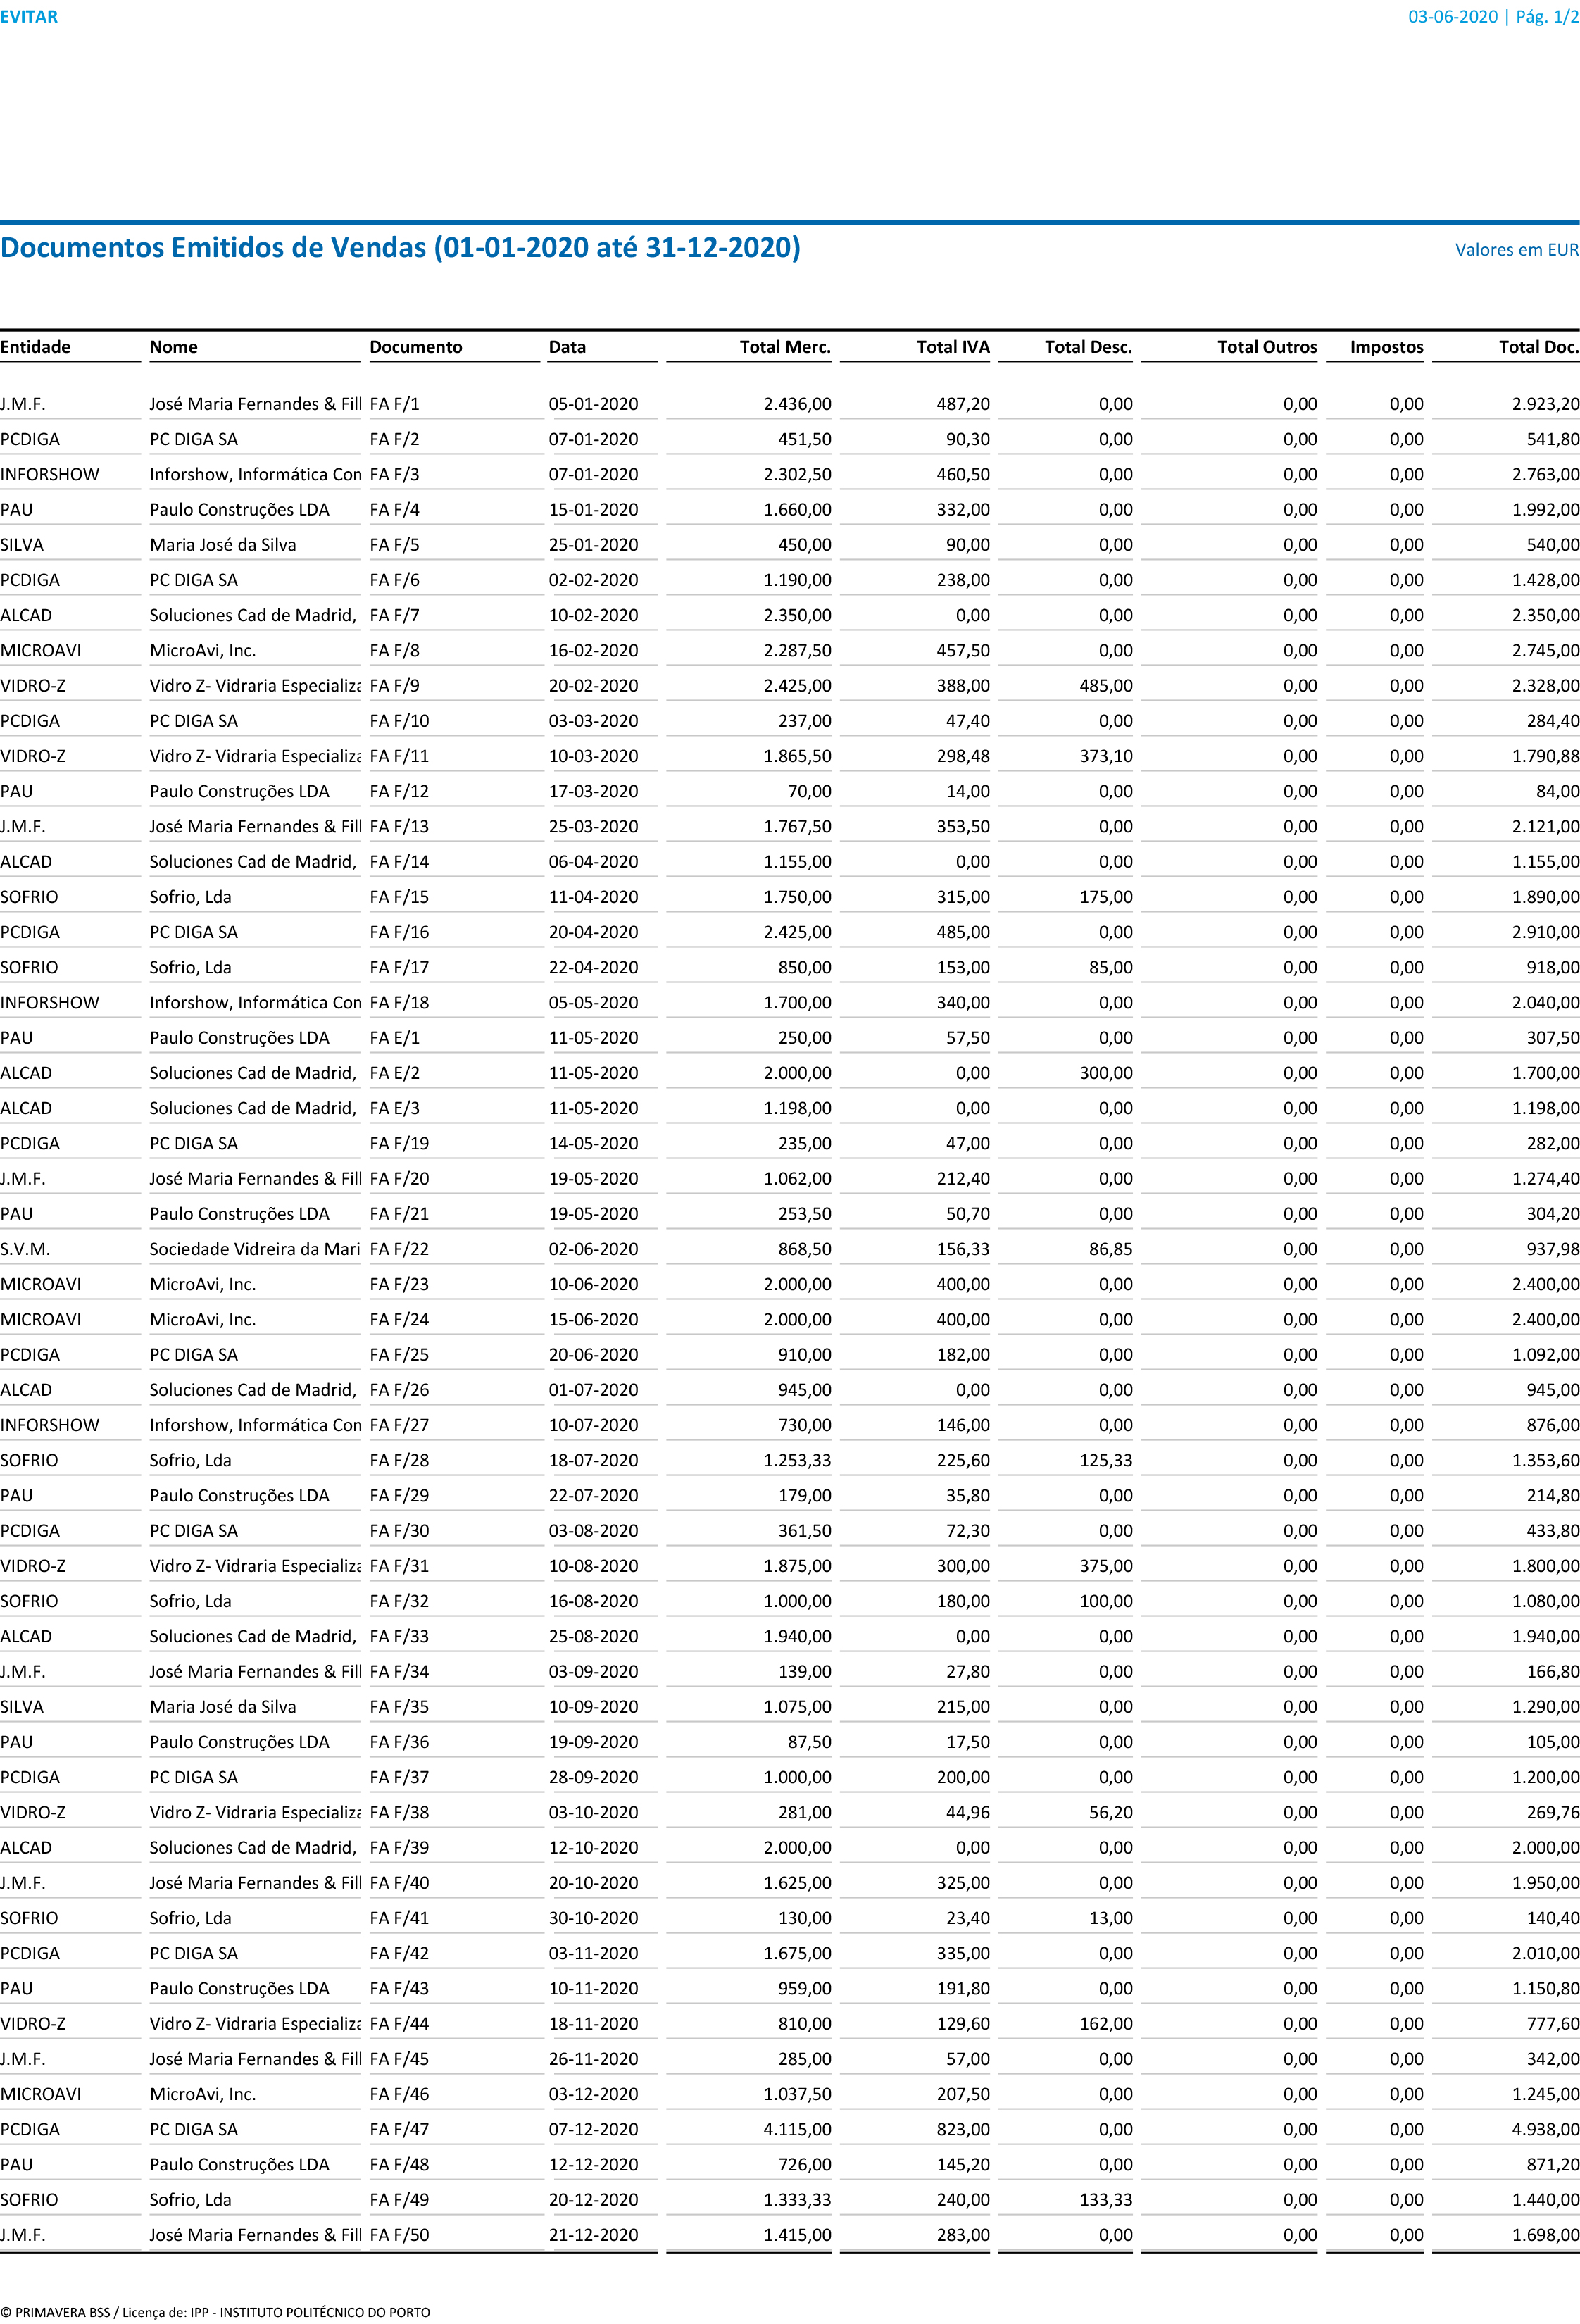 EVITAR 03-06-2020 | Pág. 1/2
Documentos Emitidos de Vendas (01-01-2020 até 31-12-2020) Valores em EUR
Entidade Nome Documento Data Total Merc. Total IVA Total Desc. Total Outros Impostos Total Doc.
J.M.F. José Maria Fernandes & Fill FA F/1 05-01-2020 2.436,00 487,20 0,00 0,00 0,00 2.923,20
PCDIGA PC DIGA SA FA F/2 07-01-2020 451,50 90,30 0,00 0,00 0,00 541,80
INFORSHOW Inforshow, Informática Con FA F/3 07-01-2020 2.302,50 460,50 0,00 0,00 0,00 2.763,00
PAU Paulo Construções LDA FA F/4 15-01-2020 1.660,00 332,00 0,00 0,00 0,00 1.992,00
SILVA Maria José da Silva FA F/5 25-01-2020 450,00 90,00 0,00 0,00 0,00 540,00
PCDIGA PC DIGA SA FA F/6 02-02-2020 1.190,00 238,00 0,00 0,00 0,00 1.428,00
ALCAD Soluciones Cad de Madrid, FA F/7 10-02-2020 2.350,00 0,00 0,00 0,00 0,00 2.350,00
MICROAVI MicroAvi, Inc. FA F/8 16-02-2020 2.287,50 457,50 0,00 0,00 0,00 2.745,00
VIDRO-Z Vidro Z- Vidraria Especializa FA F/9 20-02-2020 2.425,00 388,00 485,00 0,00 0,00 2.328,00
PCDIGA PC DIGA SA FA F/10 03-03-2020 237,00 47,40 0,00 0,00 0,00 284,40
VIDRO-Z Vidro Z- Vidraria Especializa FA F/11 10-03-2020 1.865,50 298,48 373,10 0,00 0,00 1.790,88
PAU Paulo Construções LDA FA F/12 17-03-2020 70,00 14,00 0,00 0,00 0,00 84,00
J.M.F. José Maria Fernandes & Fill FA F/13 25-03-2020 1.767,50 353,50 0,00 0,00 0,00 2.121,00
ALCAD Soluciones Cad de Madrid, FA F/14 06-04-2020 1.155,00 0,00 0,00 0,00 0,00 1.155,00
SOFRIO Sofrio, Lda FA F/15 11-04-2020 1.750,00 315,00 175,00 0,00 0,00 1.890,00
PCDIGA PC DIGA SA FA F/16 20-04-2020 2.425,00 485,00 0,00 0,00 0,00 2.910,00
SOFRIO Sofrio, Lda FA F/17 22-04-2020 850,00 153,00 85,00 0,00 0,00 918,00
INFORSHOW Inforshow, Informática Con FA F/18 05-05-2020 1.700,00 340,00 0,00 0,00 0,00 2.040,00
PAU Paulo Construções LDA FA E/1 11-05-2020 250,00 57,50 0,00 0,00 0,00 307,50
ALCAD Soluciones Cad de Madrid, FA E/2 11-05-2020 2.000,00 0,00 300,00 0,00 0,00 1.700,00
ALCAD Soluciones Cad de Madrid, FA E/3 11-05-2020 1.198,00 0,00 0,00 0,00 0,00 1.198,00
PCDIGA PC DIGA SA FA F/19 14-05-2020 235,00 47,00 0,00 0,00 0,00 282,00
J.M.F. José Maria Fernandes & Fill FA F/20 19-05-2020 1.062,00 212,40 0,00 0,00 0,00 1.274,40
PAU Paulo Construções LDA FA F/21 19-05-2020 253,50 50,70 0,00 0,00 0,00 304,20
S.V.M. Sociedade Vidreira da Mari FA F/22 02-06-2020 868,50 156,33 86,85 0,00 0,00 937,98
MICROAVI MicroAvi, Inc. FA F/23 10-06-2020 2.000,00 400,00 0,00 0,00 0,00 2.400,00
MICROAVI MicroAvi, Inc. FA F/24 15-06-2020 2.000,00 400,00 0,00 0,00 0,00 2.400,00
PCDIGA PC DIGA SA FA F/25 20-06-2020 910,00 182,00 0,00 0,00 0,00 1.092,00
ALCAD Soluciones Cad de Madrid, FA F/26 01-07-2020 945,00 0,00 0,00 0,00 0,00 945,00
INFORSHOW Inforshow, Informática Con FA F/27 10-07-2020 730,00 146,00 0,00 0,00 0,00 876,00
SOFRIO Sofrio, Lda FA F/28 18-07-2020 1.253,33 225,60 125,33 0,00 0,00 1.353,60
PAU Paulo Construções LDA FA F/29 22-07-2020 179,00 35,80 0,00 0,00 0,00 214,80
PCDIGA PC DIGA SA FA F/30 03-08-2020 361,50 72,30 0,00 0,00 0,00 433,80
VIDRO-Z Vidro Z- Vidraria Especializa FA F/31 10-08-2020 1.875,00 300,00 375,00 0,00 0,00 1.800,00
SOFRIO Sofrio, Lda FA F/32 16-08-2020 1.000,00 180,00 100,00 0,00 0,00 1.080,00
ALCAD Soluciones Cad de Madrid, FA F/33 25-08-2020 1.940,00 0,00 0,00 0,00 0,00 1.940,00
J.M.F. José Maria Fernandes & Fill FA F/34 03-09-2020 139,00 27,80 0,00 0,00 0,00 166,80
SILVA Maria José da Silva FA F/35 10-09-2020 1.075,00 215,00 0,00 0,00 0,00 1.290,00
PAU Paulo Construções LDA FA F/36 19-09-2020 87,50 17,50 0,00 0,00 0,00 105,00
PCDIGA PC DIGA SA FA F/37 28-09-2020 1.000,00 200,00 0,00 0,00 0,00 1.200,00
VIDRO-Z Vidro Z- Vidraria Especializa FA F/38 03-10-2020 281,00 44,96 56,20 0,00 0,00 269,76
ALCAD Soluciones Cad de Madrid, FA F/39 12-10-2020 2.000,00 0,00 0,00 0,00 0,00 2.000,00
J.M.F. José Maria Fernandes & Fill FA F/40 20-10-2020 1.625,00 325,00 0,00 0,00 0,00 1.950,00
SOFRIO Sofrio, Lda FA F/41 30-10-2020 130,00 23,40 13,00 0,00 0,00 140,40
PCDIGA PC DIGA SA FA F/42 03-11-2020 1.675,00 335,00 0,00 0,00 0,00 2.010,00
PAU Paulo Construções LDA FA F/43 10-11-2020 959,00 191,80 0,00 0,00 0,00 1.150,80
VIDRO-Z Vidro Z- Vidraria Especializa FA F/44 18-11-2020 810,00 129,60 162,00 0,00 0,00 777,60
J.M.F. José Maria Fernandes & Fill FA F/45 26-11-2020 285,00 57,00 0,00 0,00 0,00 342,00
MICROAVI MicroAvi, Inc. FA F/46 03-12-2020 1.037,50 207,50 0,00 0,00 0,00 1.245,00
PCDIGA PC DIGA SA FA F/47 07-12-2020 4.115,00 823,00 0,00 0,00 0,00 4.938,00
PAU Paulo Construções LDA FA F/48 12-12-2020 726,00 145,20 0,00 0,00 0,00 871,20
SOFRIO Sofrio, Lda FA F/49 20-12-2020 1.333,33 240,00 133,33 0,00 0,00 1.440,00
J.M.F. José Maria Fernandes & Fill FA F/50 21-12-2020 1.415,00 283,00 0,00 0,00 0,00 1.698,00
© PRIMAVERA BSS / Licença de: IPP - INSTITUTO POLITÉCNICO DO PORTO